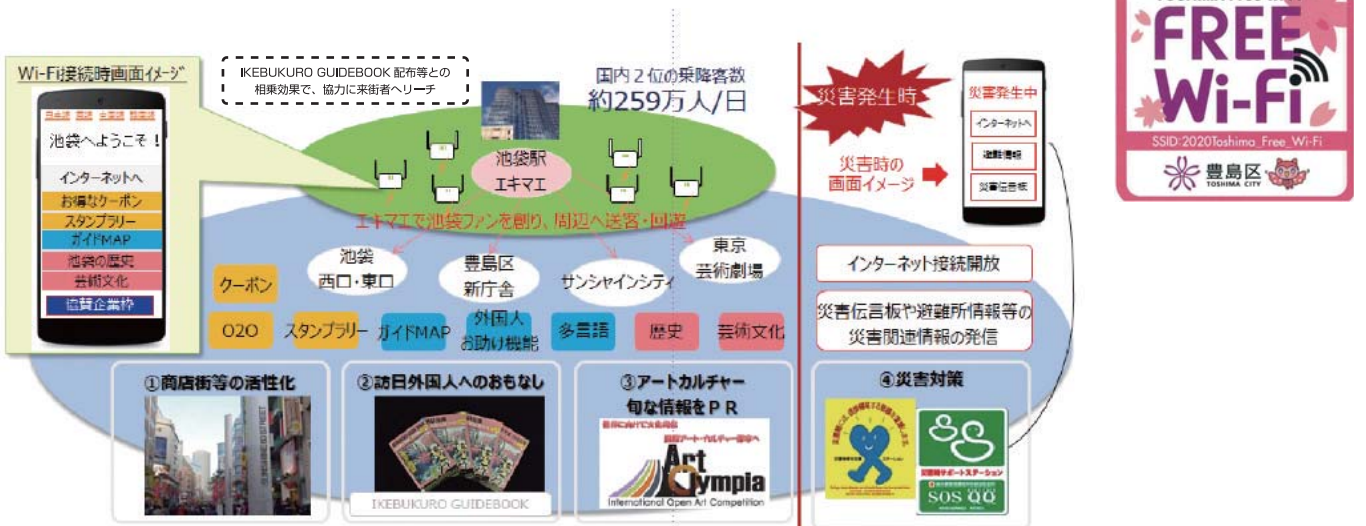 Wi-Fi接続時画面イメージ
池袋へようこそ！
インターネットへ
お得なクーポン
スタンプラリー
ガイドMAP
池袋の歴史
芸術文化
協賛企業枠
IKEBUKURO GUIDEBOOK 配布等との
相乗効果で、協力に来街者へリーチ
国内２位の乗降客数
約259万人/日
池袋駅
エキマエ
エキマエで池袋ファンを創り、周辺へ送客・回遊
池袋
西口・東口
豊島区
新庁舎
サンシャインシティ
東京
芸術劇場
クーポン
O2O
スタンプラリー
ガイドMAP
外国人
お助け機能
多言語
歴史
芸術文化
①商店街等の活性化
②訪日外国人へのおもなし
IKEBUKURO GUIDEBOOK
③アートカルチャー
旬な情報をＰＲ
Art
Olympia
International Open Art Competition
災害発生時
災害時の
画面イメージ
災害発生中
インターネットへ
避難情報
災害伝言板
インターネット接続開放
災害伝言板や避難所情報等の
災害関連情報の発信
④災害対策
災害時サポートステーション
SOS
FREE
Wi-Fi
SSID:2020Toshima_Free_Wi-Fi
豊島区
TOSHIMA CITY